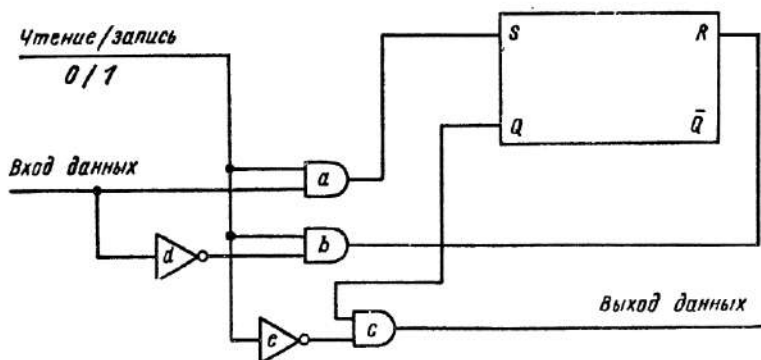 Чтение/запись
0/1
Вход данных
S
R
Q
Q̄
a
b
d
e
c
Выход данных